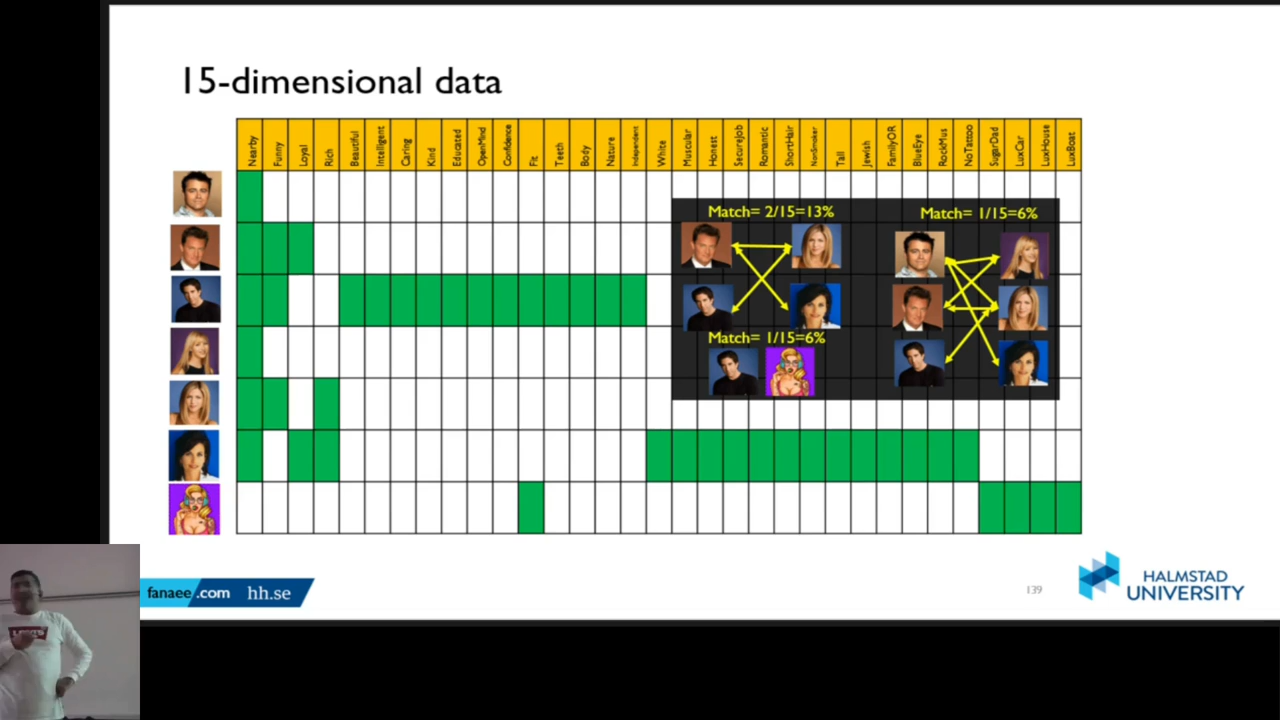 15-dimensional data
Nearby
Funny
Loyal
Rich
Beautiful
Intelligent
Caring
Kind
Educated
OpenMind
Confidence
Fit
Teeth
Body
Nature
Independent
White
Muscular
Honest
SecureJob
Romantic
ShortHair
NonSmoker
Tall
Jewish
FamilyOR
BlueEye
RockMus
NoTattoo
SugarDad
LuxCar
LuxHouse
LuxBoat
Match= 2/15=13%
Match= 1/15=6%
Match= 1/15=6%
fanaee.com hh.se
139
HALMSTAD
UNIVERSITY